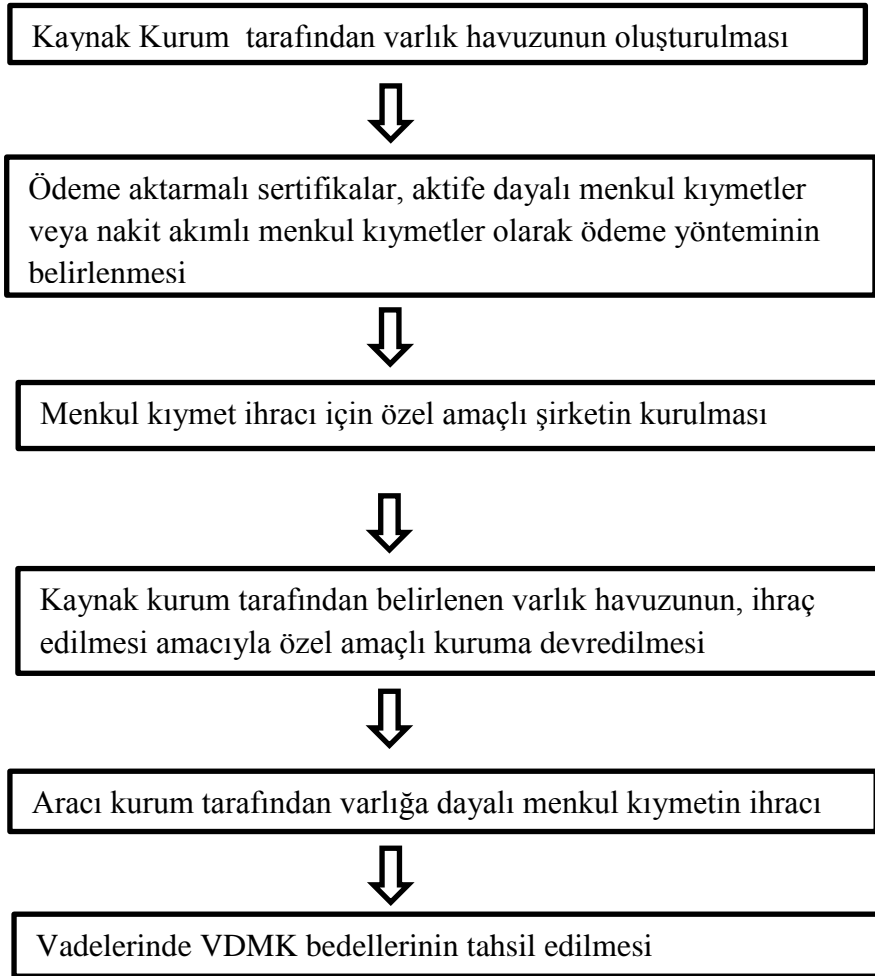 Kaynak Kurum tarafından varlık havuzunun oluşturulması
Ödeme aktarmalı sertifikalar, aktife dayalı menkul kıymetler
veya nakit akımlı menkul kıymetler olarak ödeme yönteminin
belirlenmesi
Menkul kıymet ihracı için özel amaçlı şirketin kurulması
Kaynak kurum tarafından belirlenen varlık havuzunun, ihraç
edilmesi amacıyla özel amaçlı kuruma devredilmesi
Aracı kurum tarafından varlığa dayalı menkul kıymetin ihracı
Vadelerinde VDMK bedellerinin tahsil edilmesi